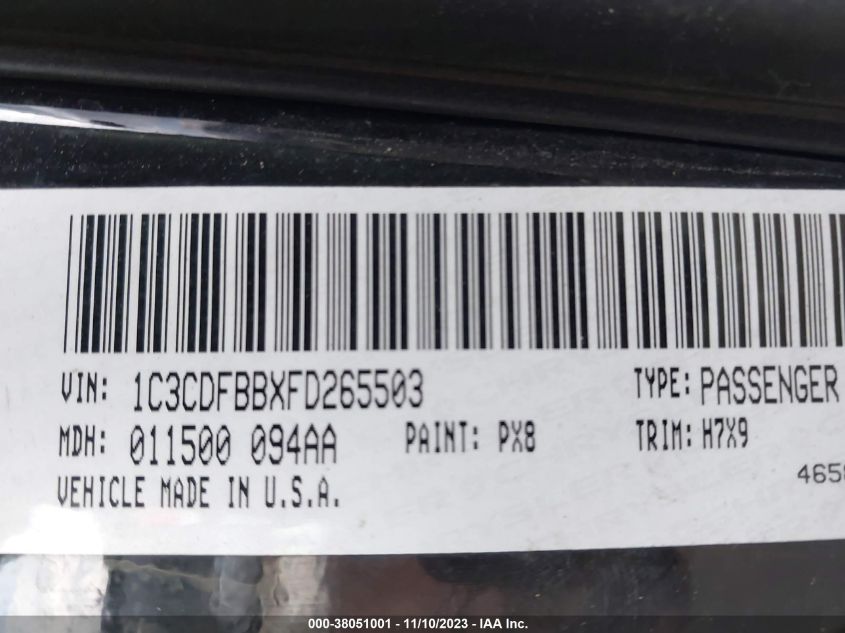 VIN: 1C3CDFBBXFD265503 TYPE: PASSENGER
MDH: 011500 094AA PAINT: PX8 TRIM: H7X9
VEHICLE MADE IN U.S.A.
465
000-38051001 - 11/10/2023 - IAA Inc.